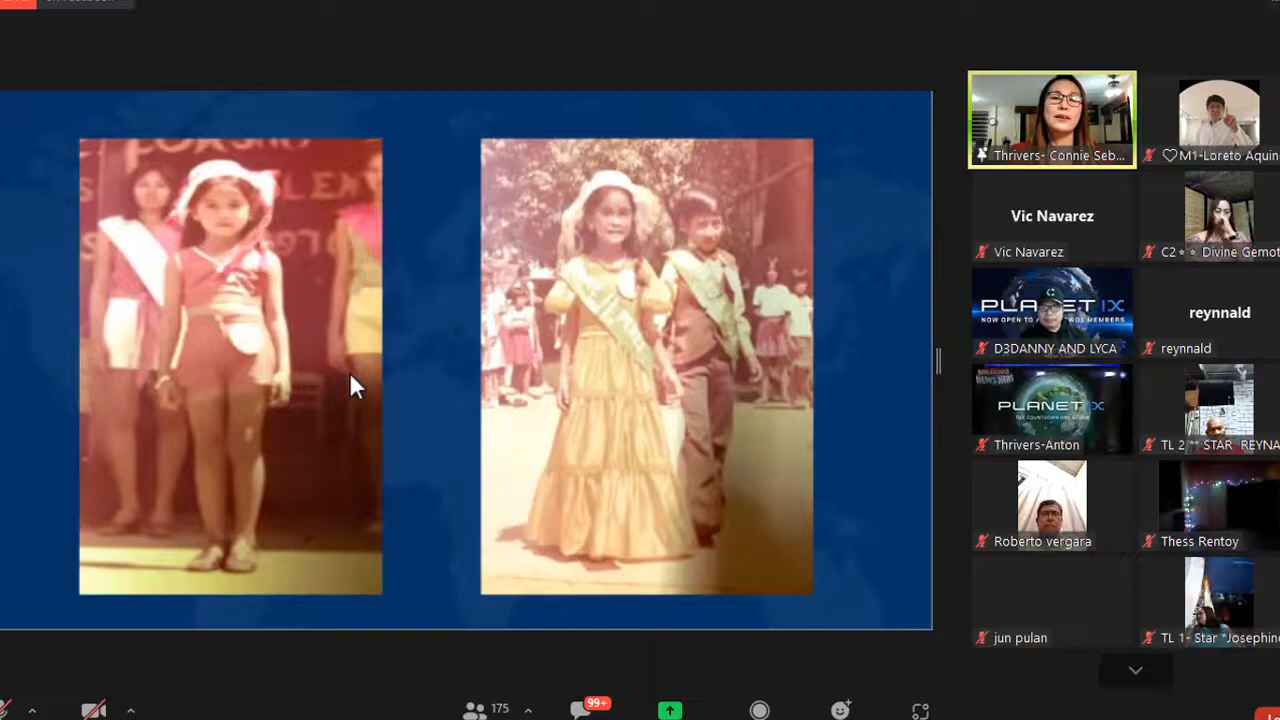 Thrivers- Connie Seb...
M1-Loreto Aquin
Vic Navarez
Vic Navarez
C2 Divine Gemot
PLANET IX
D3DANNY AND LYCA
reynnald
reynnald
PLANET IX
Thrivers-Anton
TL 2 ** STAR REYNA
Roberto vergara
Thess Rentoy
jun pulan
TL 1- Star *Josephine
175
99+